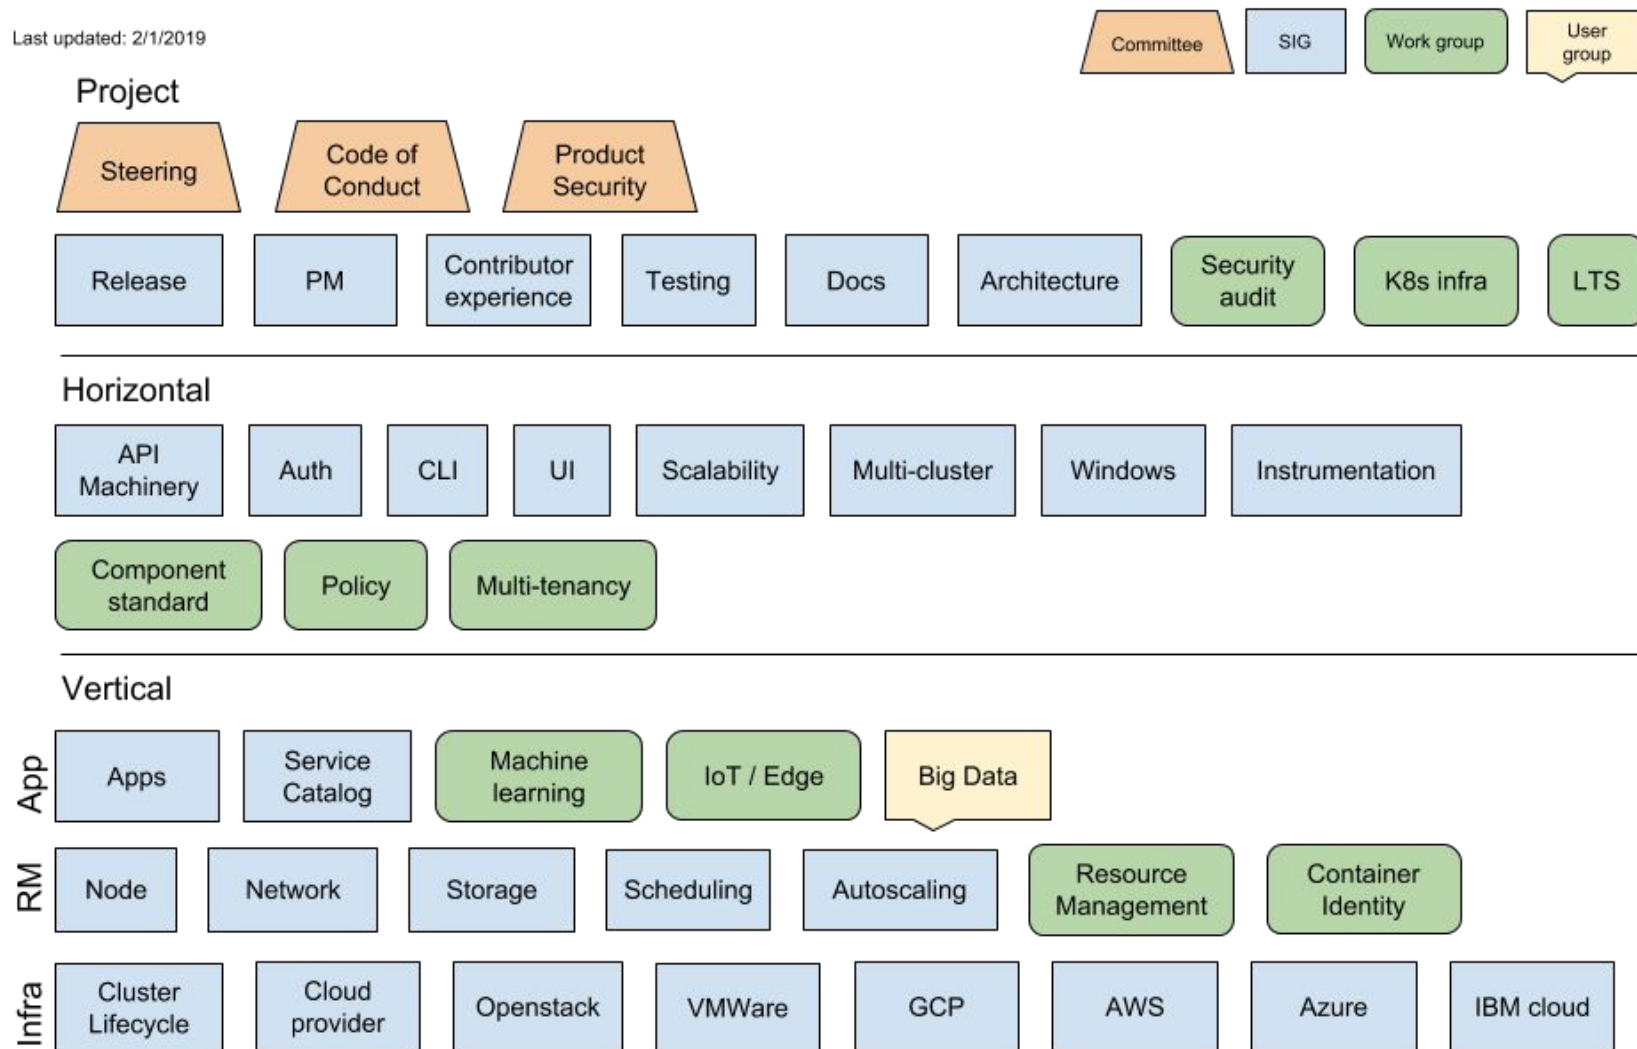 Last updated: 2/1/2019
Committee
SIG
Work group
User
group
Project
Steering
Code of
Conduct
Product
Security
Release
PM
Contributor
experience
Testing
Docs
Architecture
Security
audit
K8s infra
LTS
Horizontal
API
Machinery
Auth
CLI
UI
Scalability
Multi-cluster
Windows
Instrumentation
Component
standard
Policy
Multi-tenancy
Vertical
App
Apps
Service
Catalog
Machine
learning
IoT / Edge
Big Data
RM
Node
Network
Storage
Scheduling
Autoscaling
Resource
Management
Container
Identity
Infra
Cluster
Lifecycle
Cloud
provider
Openstack
VMWare
GCP
AWS
Azure
IBM cloud